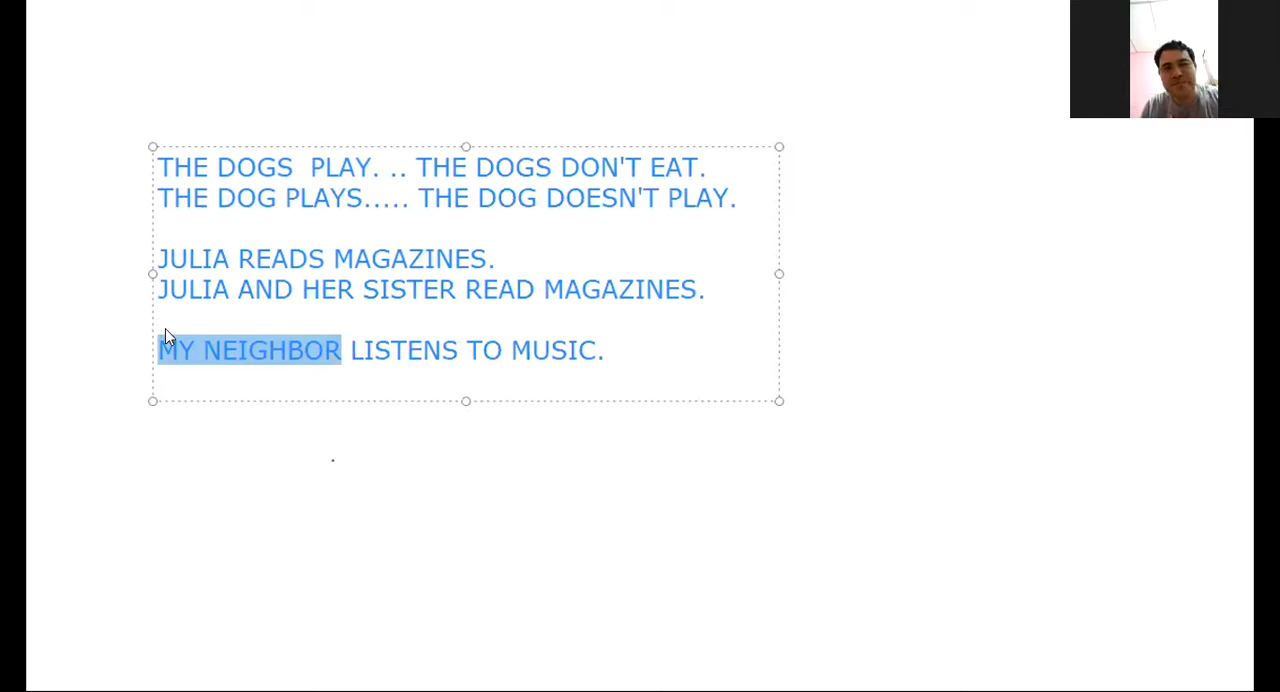 THE DOGS  PLAY. .. THE DOGS DON'T EAT.
THE DOG PLAYS..... THE DOG DOESN'T PLAY.
JULIA READS MAGAZINES.
JULIA AND HER SISTER READ MAGAZINES.
MY NEIGHBOR LISTENS TO MUSIC.